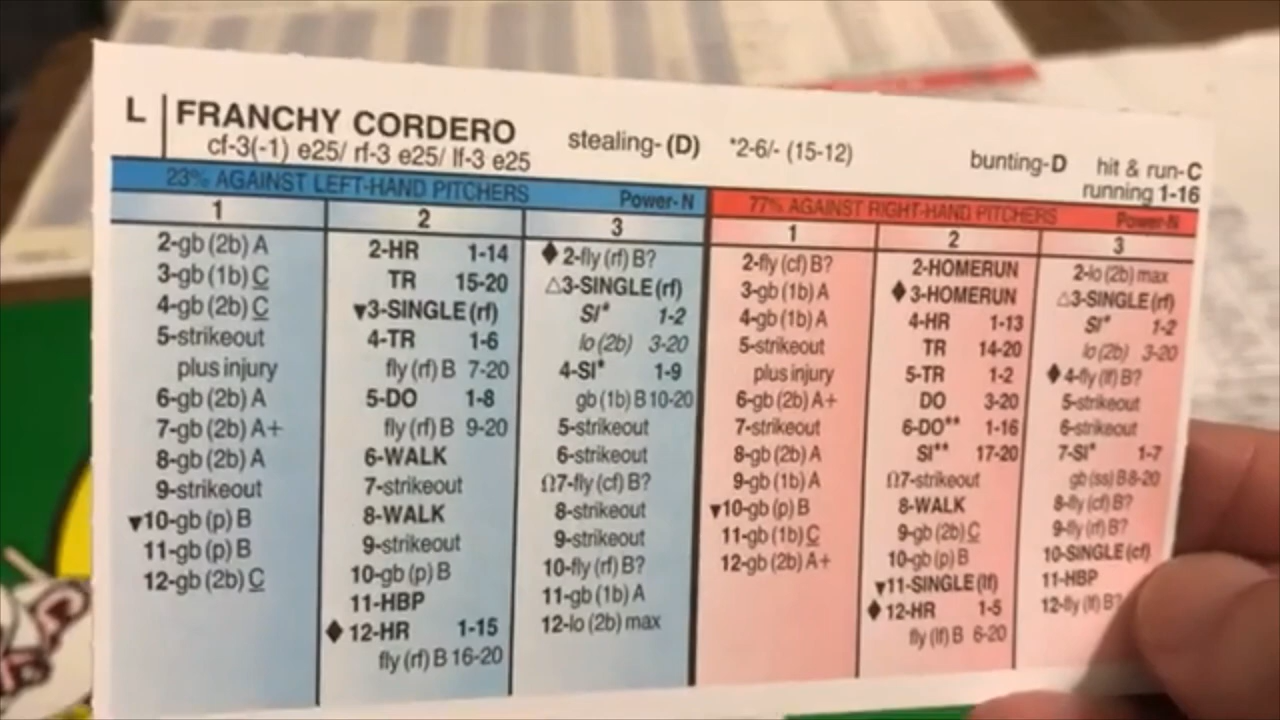 L FRANCHY CORDERO stealing-(D) *2-6/- (15-12) bunting-D hit & run-C
cf-3(-1) e25/ rf-3 e25/ lf-3 e25 running 1-16
23% AGAINST LEFT-HAND PITCHERS Power-N
1
2-gb (2b) A
3-gb (1b) C
4-gb (2b) C
5-strikeout
plus injury
6-gb (2b) A
7-gb (2b) A+
8-gb (2b) A
9-strikeout
▼10-gb (p) B
11-gb (p) B
12-gb (2b) C
2
2-HR 1-14
TR 15-20
▼3-SINGLE (rf)
4-TR 1-6
fly (rf) B 7-20
5-DO 1-8
fly (rf) B 9-20
6-WALK
7-strikeout
8-WALK
9-strikeout
10-gb (p) B
11-HBP
♦12-HR 1-15
fly (rf) B 16-20
3
♦2-fly (rf) B?
△3-SINGLE (rf)
SI* 1-2
lo (2b) 3-20
4-SI* 1-9
gb (1b) B 10-20
5-strikeout
6-strikeout
Ω7-fly (cf) B?
8-strikeout
9-strikeout
10-fly (rf) B?
11-gb (1b) A
12-lo (2b) max
77% AGAINST RIGHT-HAND PITCHERS Power-N
1
2-fly (cf) B?
3-gb (1b) A
4-gb (1b) A
5-strikeout
plus injury
6-gb (2b) A+
7-strikeout
8-gb (2b) A
9-gb (1b) A
▼10-gb (p) B
11-gb (1b) C
12-gb (2b) A+
2
2-HOMERUN
♦3-HOMERUN
4-HR 1-13
TR 14-20
5-TR 1-2
DO 3-20
6-DO** 1-16
SI** 17-20
Ω7-strikeout
8-WALK
9-gb (2b) C
10-gb (p) B
▼11-SINGLE (lf)
♦12-HR 1-5
fly (lf) B 6-20
3
2-lo (2b) max
△3-SINGLE (rf)
SI* 1-2
lo (2b) 3-20
♦4-fly (lf) B?
5-strikeout
6-strikeout
7-SI* 1-7
gb (ss) B 8-20
8-fly (cf) B?
9-fly (rf) B?
10-SINGLE (cf)
11-HBP
12-fly (lf) B?